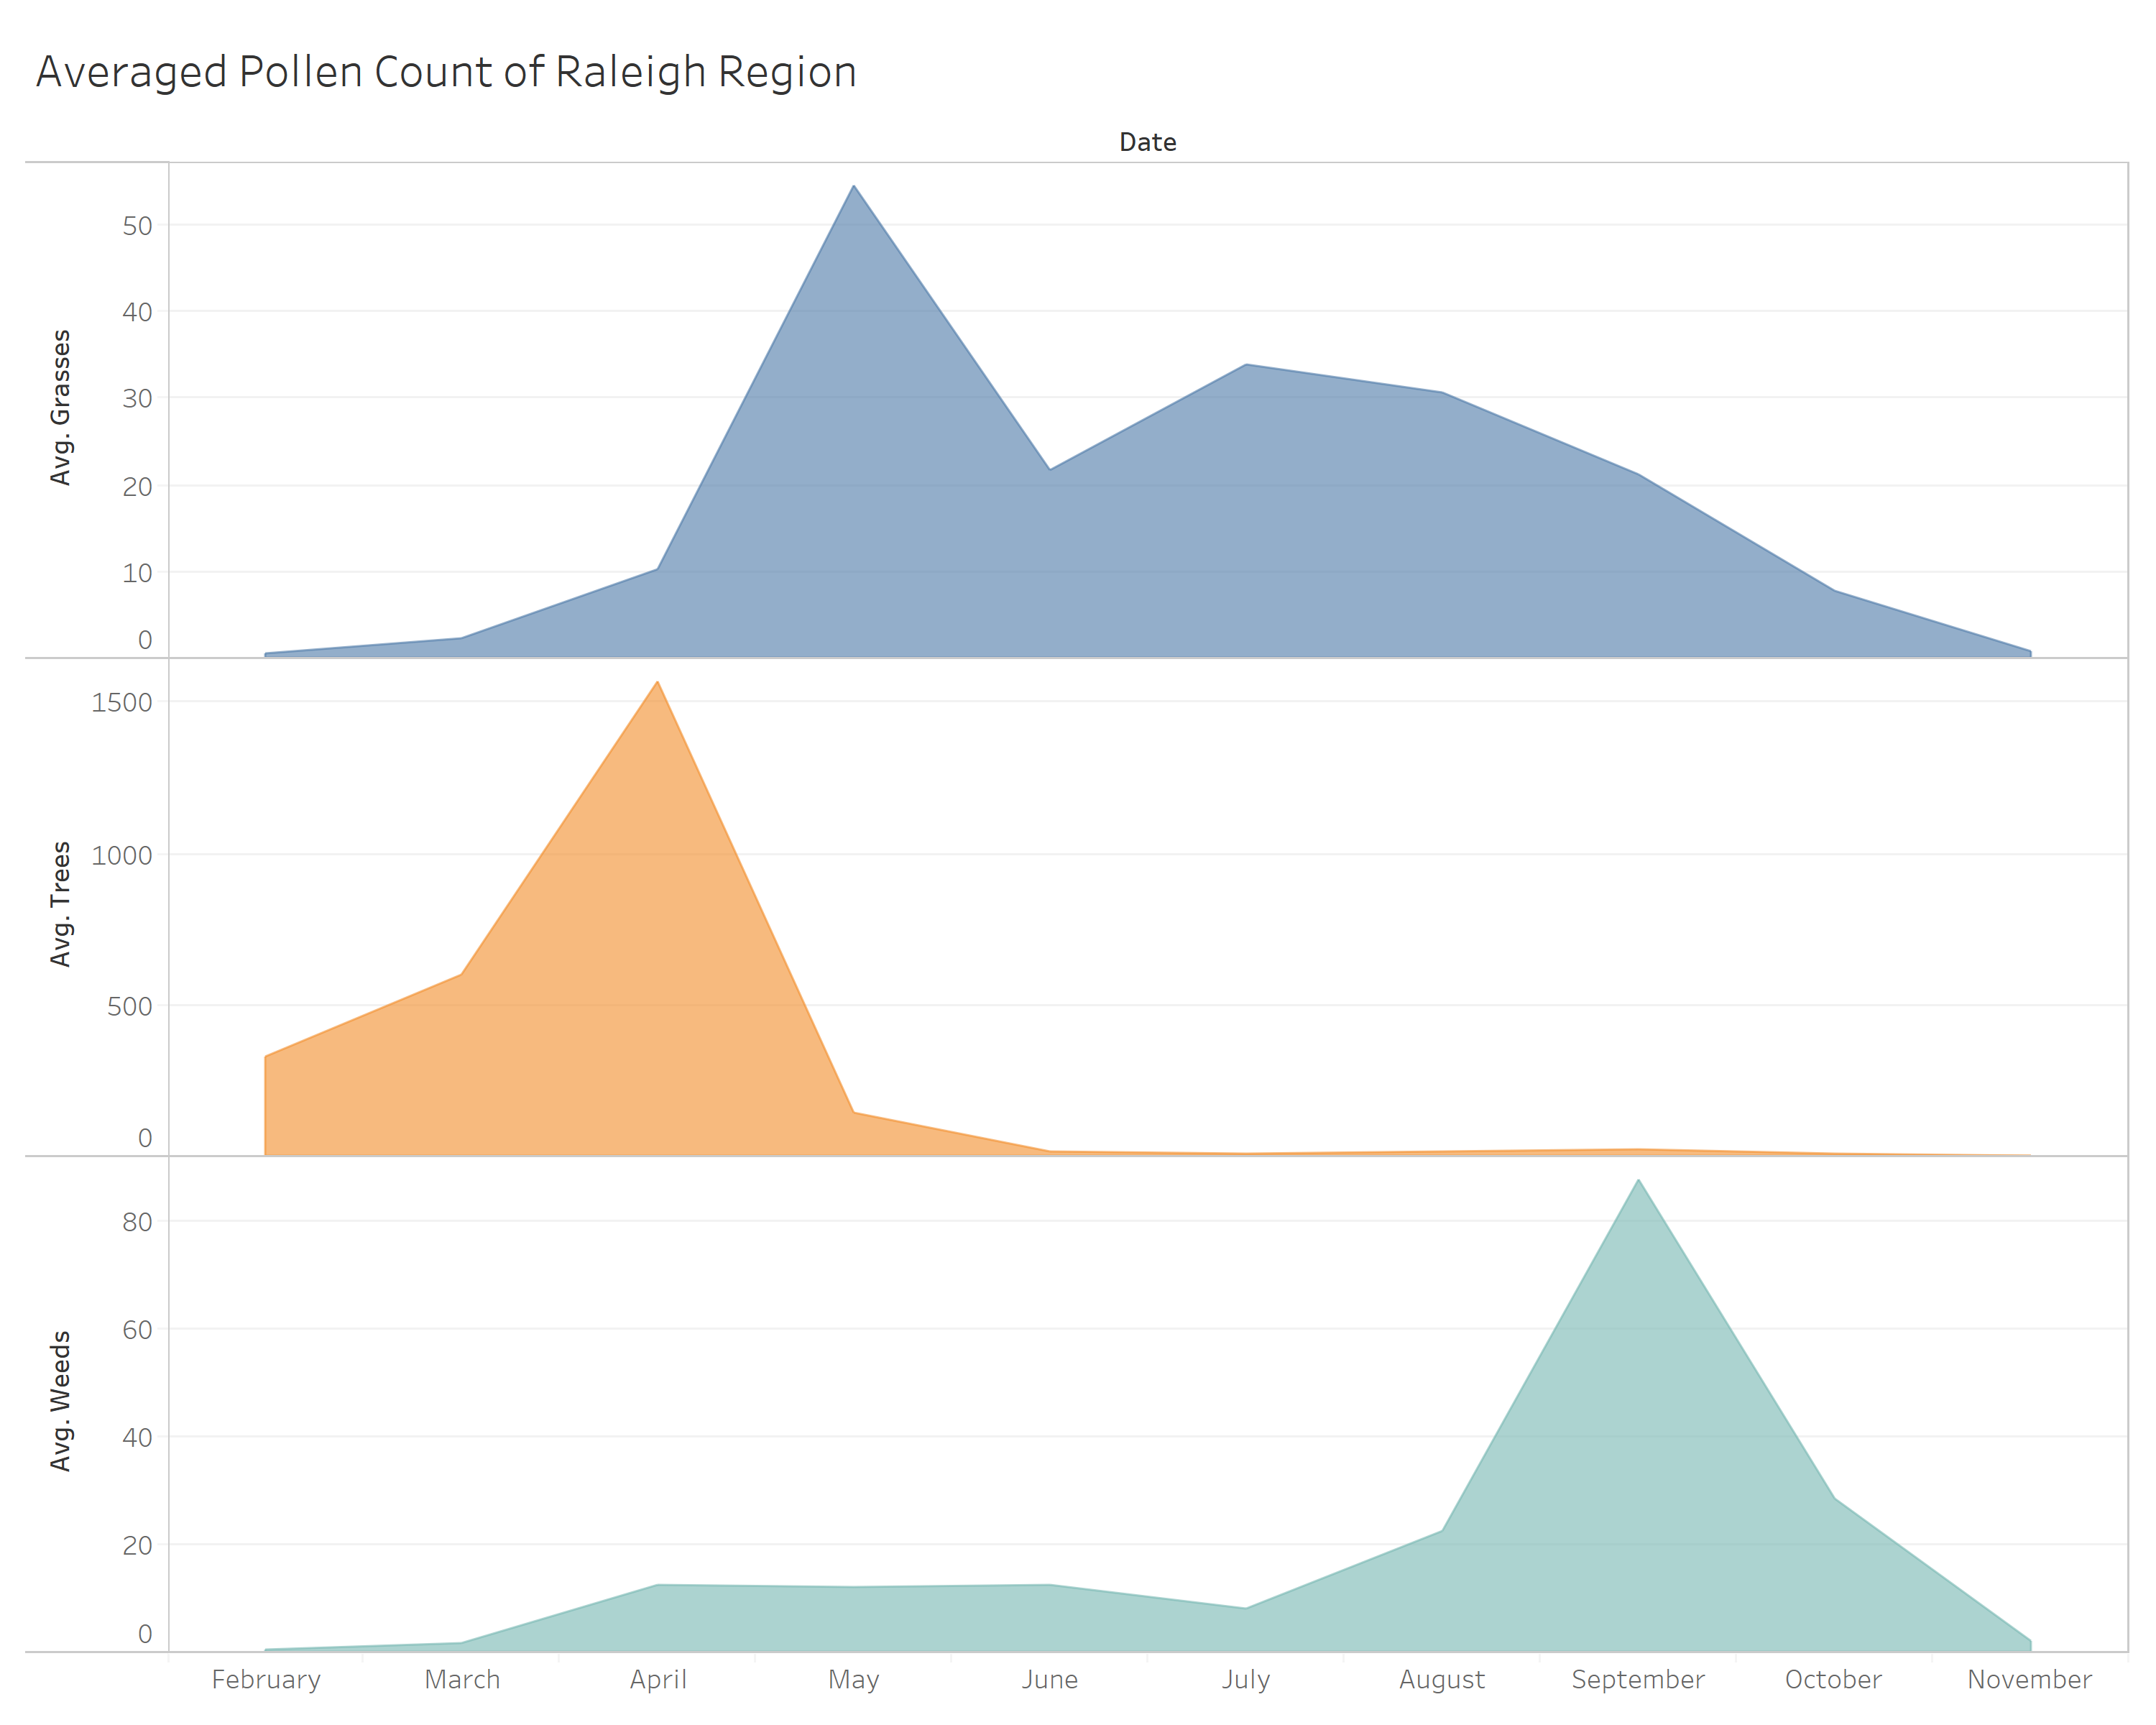 Averaged Pollen Count of Raleigh Region
Date
Avg. Grasses
50
40
30
20
10
0
Avg. Trees
1500
1000
500
0
Avg. Weeds
80
60
40
20
0
February March April May June July August September October November